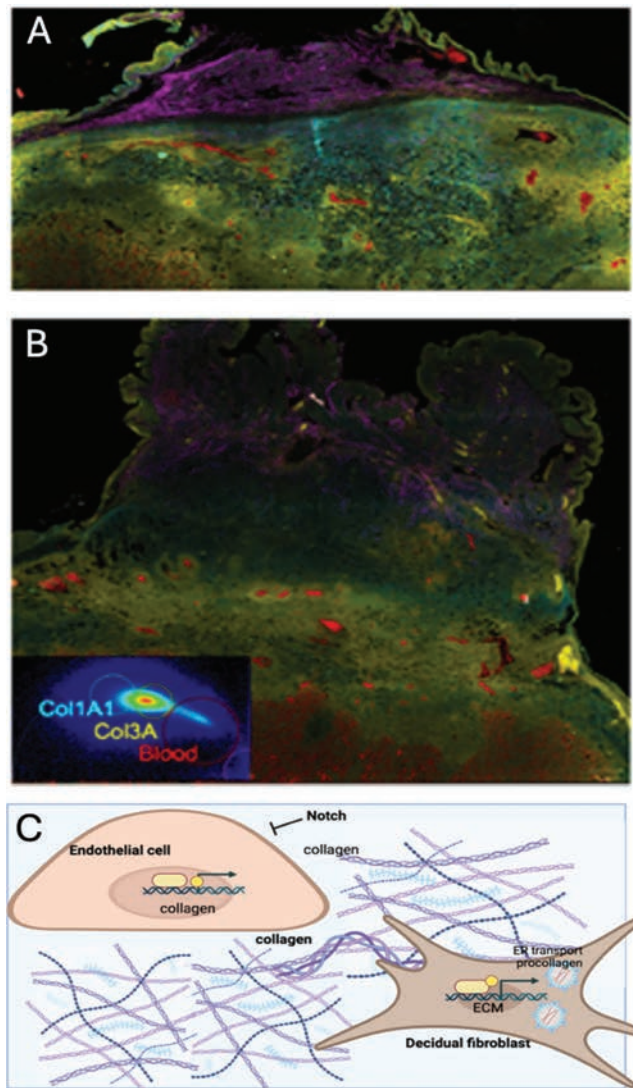 A
B
Col1A1
Col3A
Blood
C
Notch
Endothelial cell
collagen
collagen
collagen
ER transport
procollagen
ECM
Decidual fibroblast